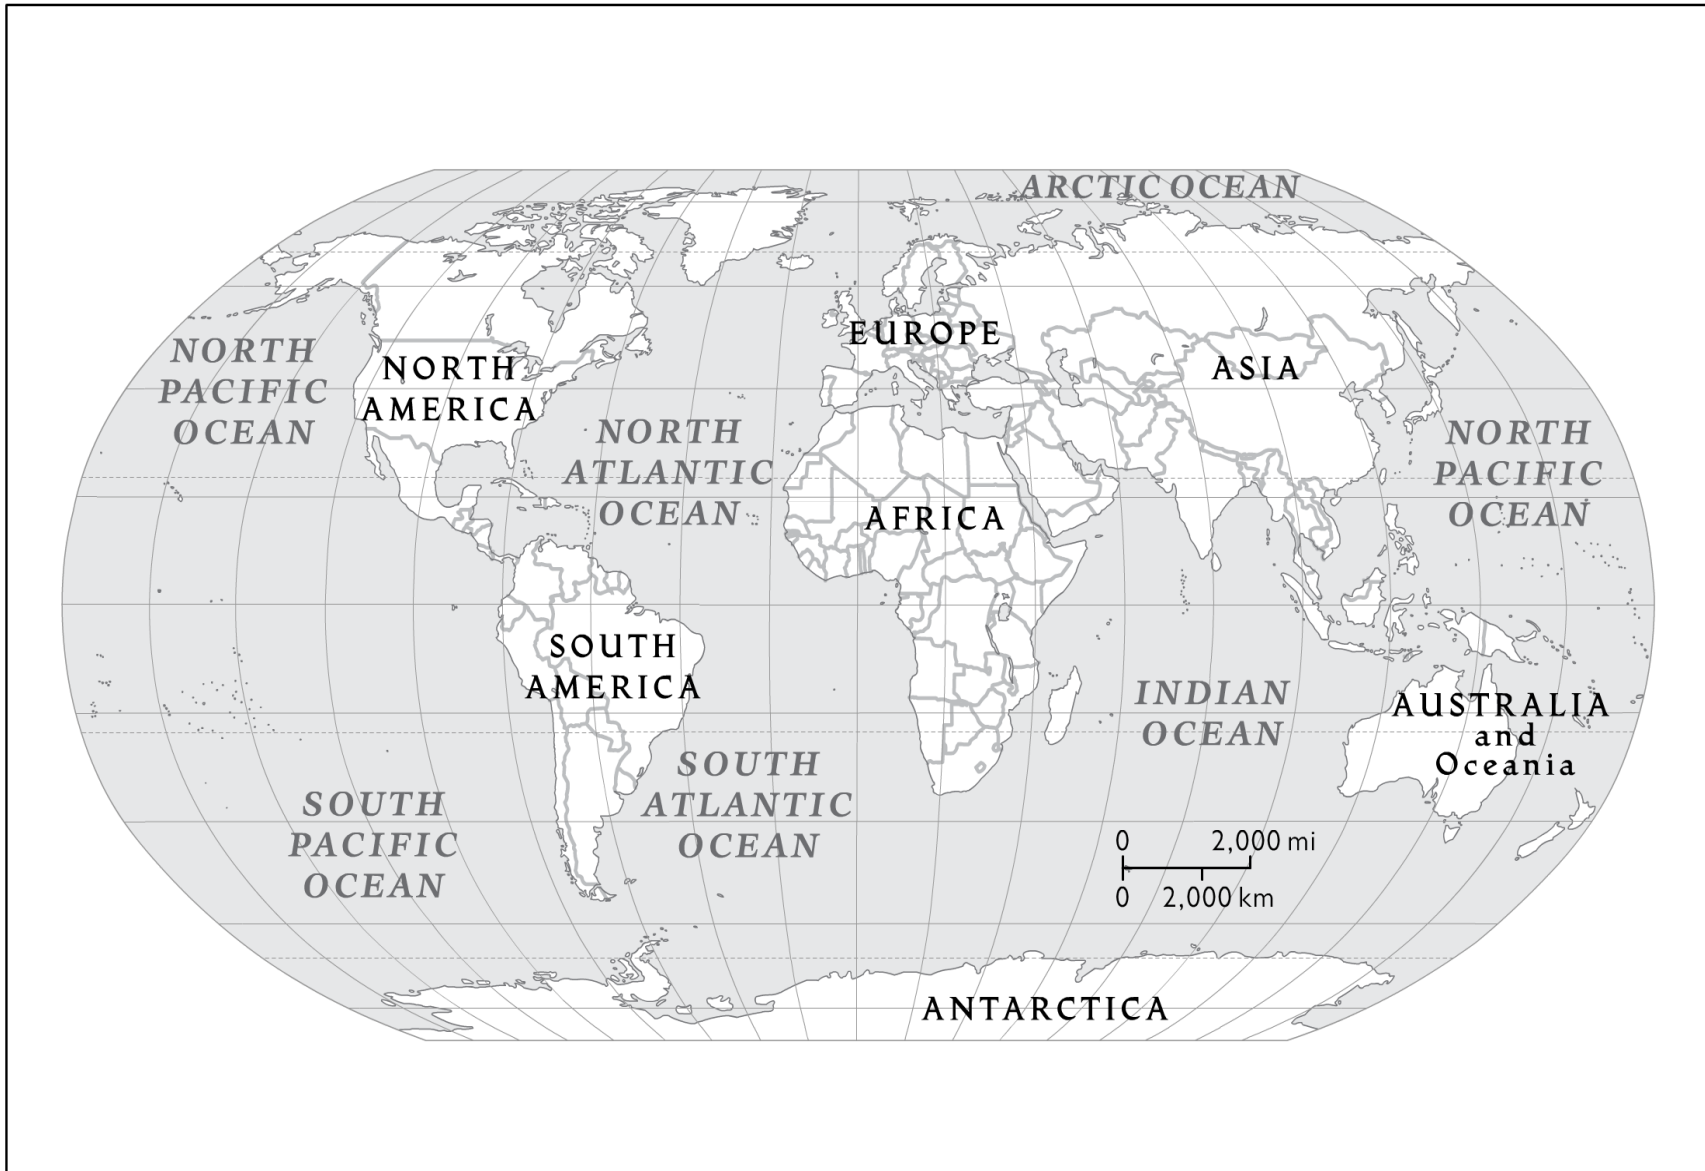 ARCTIC OCEAN
EUROPE
NORTH
PACIFIC
OCEAN
NORTH
AMERICA
ASIA
NORTH
ATLANTIC
OCEAN
NORTH
PACIFIC
OCEAN
AFRICA
SOUTH
AMERICA
INDIAN
OCEAN
AUSTRALIA
and
Oceania
SOUTH
ATLANTIC
OCEAN
SOUTH
PACIFIC
OCEAN
0 2,000 mi
0 2,000 km
ANTARCTICA